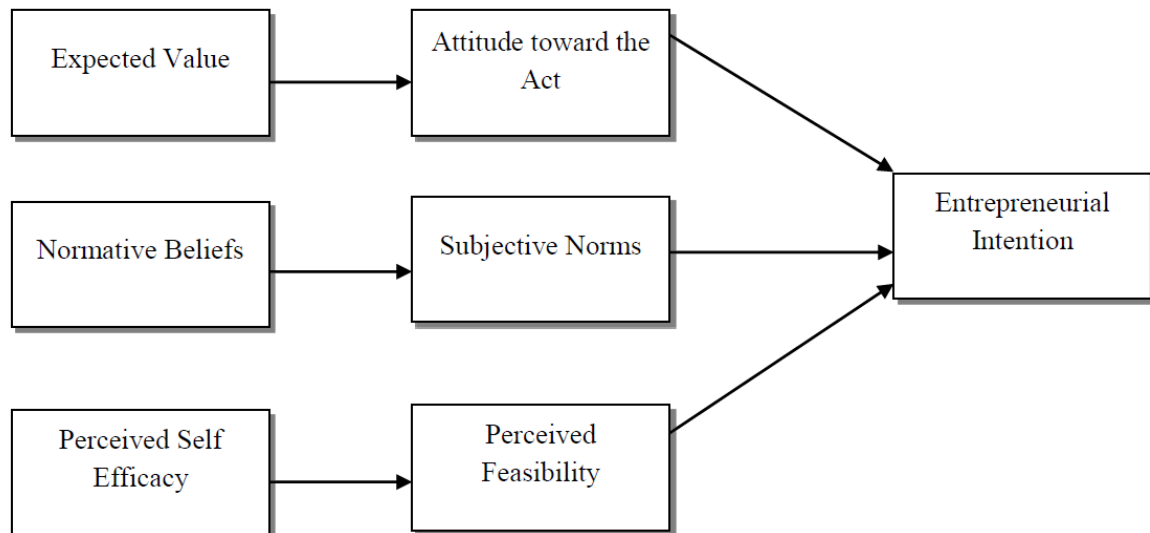 Expected Value
Attitude toward the
Act
Normative Beliefs
Subjective Norms
Entrepreneurial
Intention
Perceived Self
Efficacy
Perceived
Feasibility